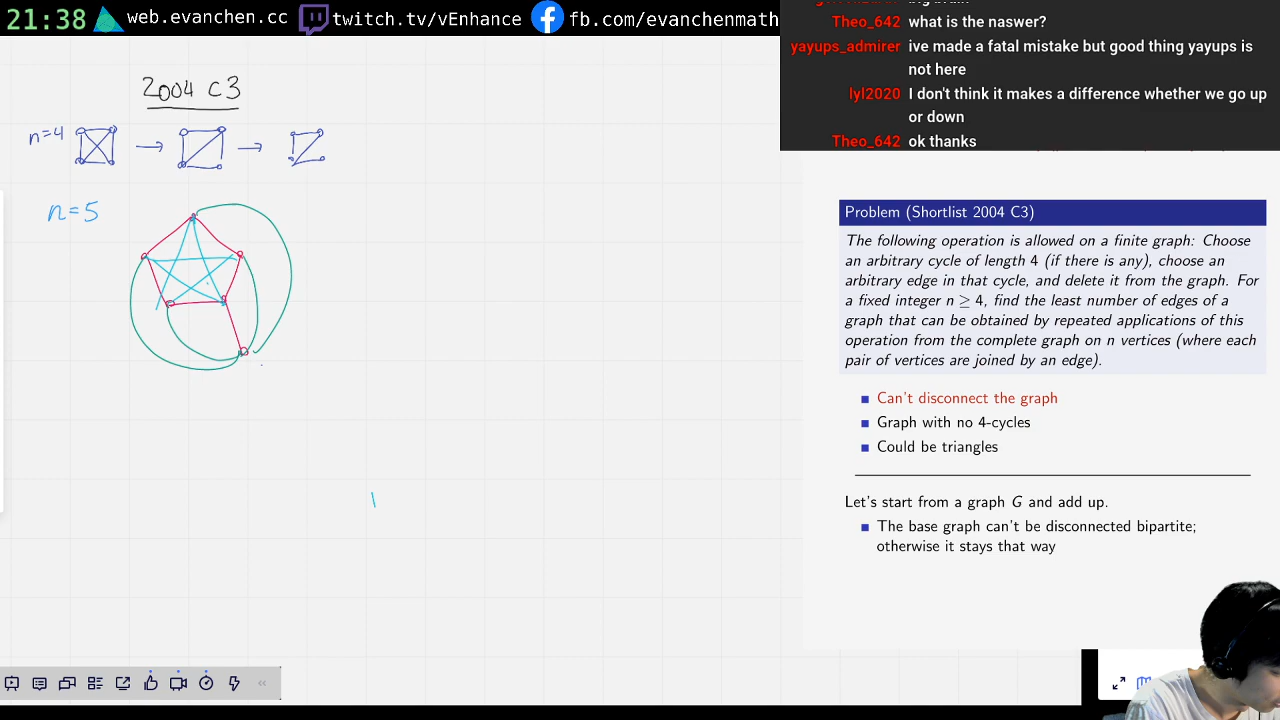 21:38 web.evanchen.cc twitch.tv/vEnhance fb.com/evanchenmath
Theo_642 what is the naswer?
yayups_admirer ive made a fatal mistake but good thing yayups is
not here
lyl2020 I don't think it makes a difference whether we go up
or down
Theo_642 ok thanks
2004 C3
n=4
n=5
Problem (Shortlist 2004 C3)
The following operation is allowed on a finite graph: Choose
an arbitrary cycle of length 4 (if there is any), choose an
arbitrary edge in that cycle, and delete it from the graph. For
a fixed integer n ≥ 4, find the least number of edges of a
graph that can be obtained by repeated applications of this
operation from the complete graph on n vertices (where each
pair of vertices are joined by an edge).
Can't disconnect the graph
Graph with no 4-cycles
Could be triangles
Let's start from a graph G and add up.
The base graph can't be disconnected bipartite;
otherwise it stays that way